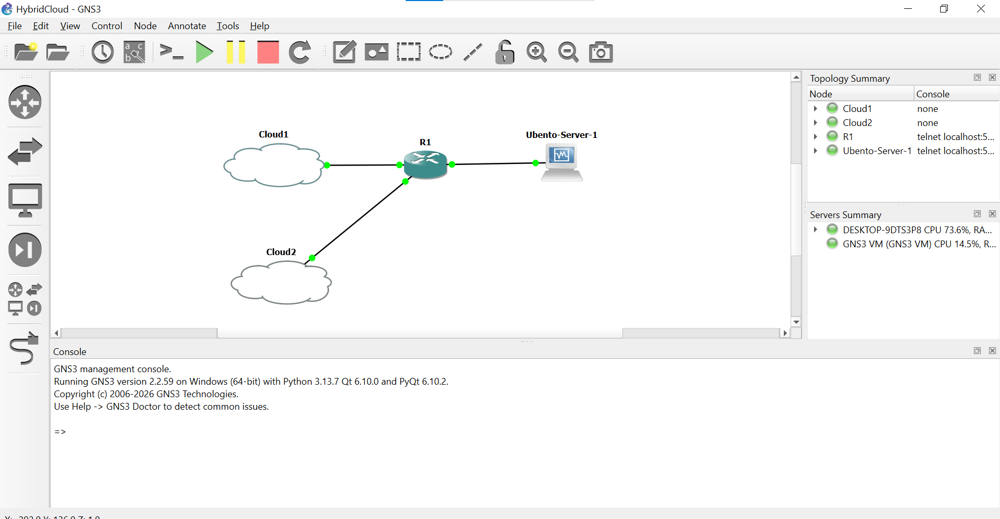 HybridCloud - GNS3
File Edit View Control Node Annotate Tools Help
a c
b
Topology Summary
Node Console
Cloud1 none
Cloud2 none
R1 telnet localhost:5...
Ubento-Server-1 telnet localhost:5...
Cloud1
R1
Ubento-Server-1
Cloud2
Servers Summary
DESKTOP-9DTS3P8 CPU 73.6%, RA...
GNS3 VM (GNS3 VM) CPU 14.5%, R...
Console
GNS3 management console.
Running GNS3 version 2.2.59 on Windows (64-bit) with Python 3.13.7 Qt 6.10.0 and PyQt 6.10.2.
Copyright (c) 2006-2026 GNS3 Technologies.
Use Help -> GNS3 Doctor to detect common issues.
=>